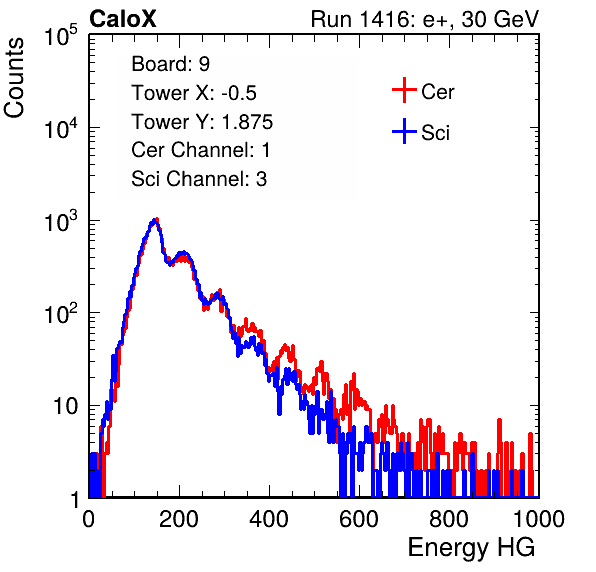 CaloX Run 1416: e+, 30 GeV
Counts
Board: 9
Tower X: -0.5
Tower Y: 1.875
Cer Channel: 1
Sci Channel: 3
Cer
Sci
10^5
10^4
10^3
10^2
10
1
0 200 400 600 800 1000
Energy HG